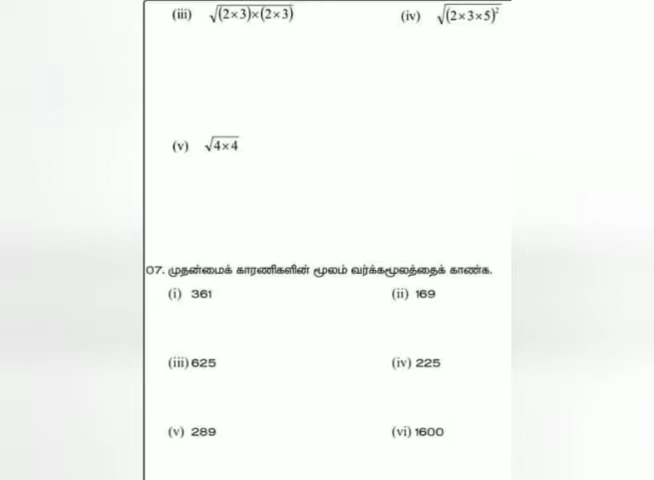 (iii) √(2×3)×(2×3) (iv) √(2×3×5)²
(v) √4×4
07. முதன்மைக் காரணிகளின் மூலம் வர்க்கமூலத்தைக் காண்க.
(i) 361 (ii) 169
(iii) 625 (iv) 225
(v) 289 (vi) 1600